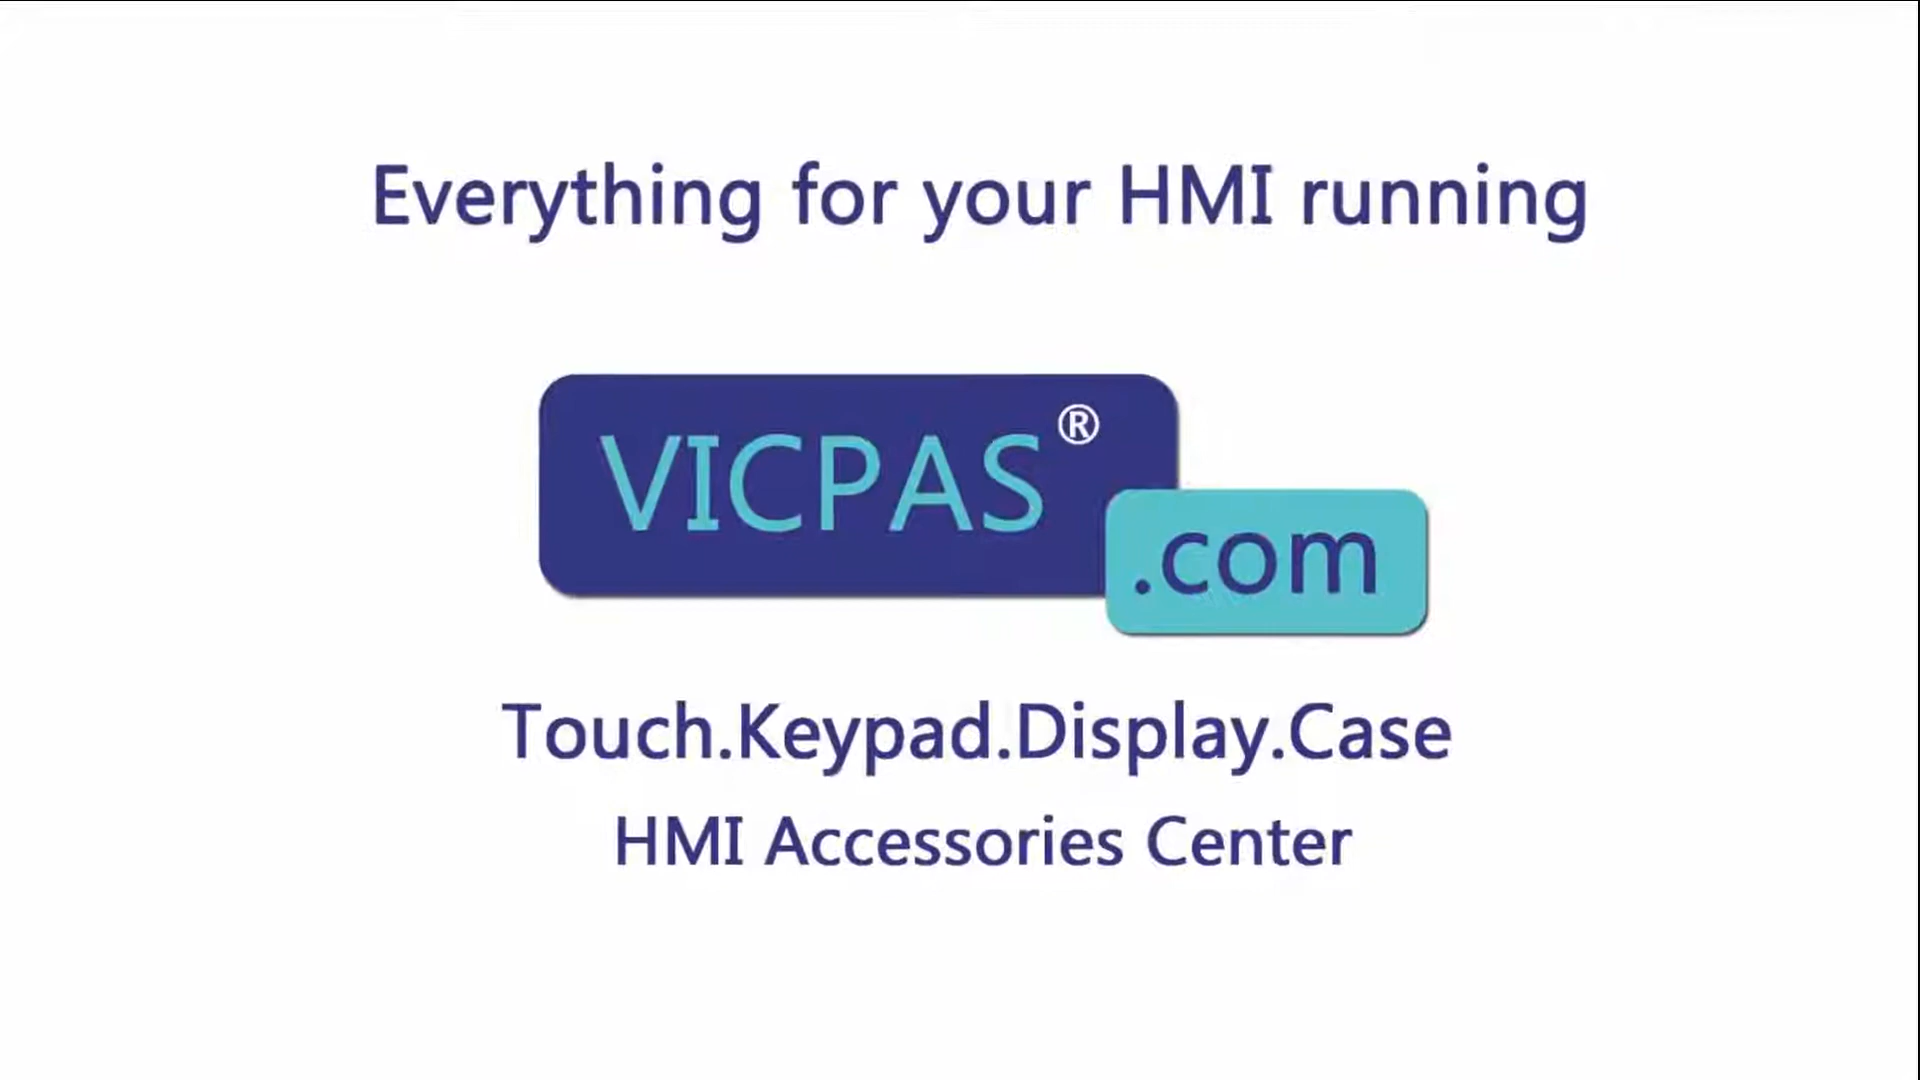 Everything for your HMI running
VICPAS®
.com
Touch.Keypad.Display.Case
HMI Accessories Center